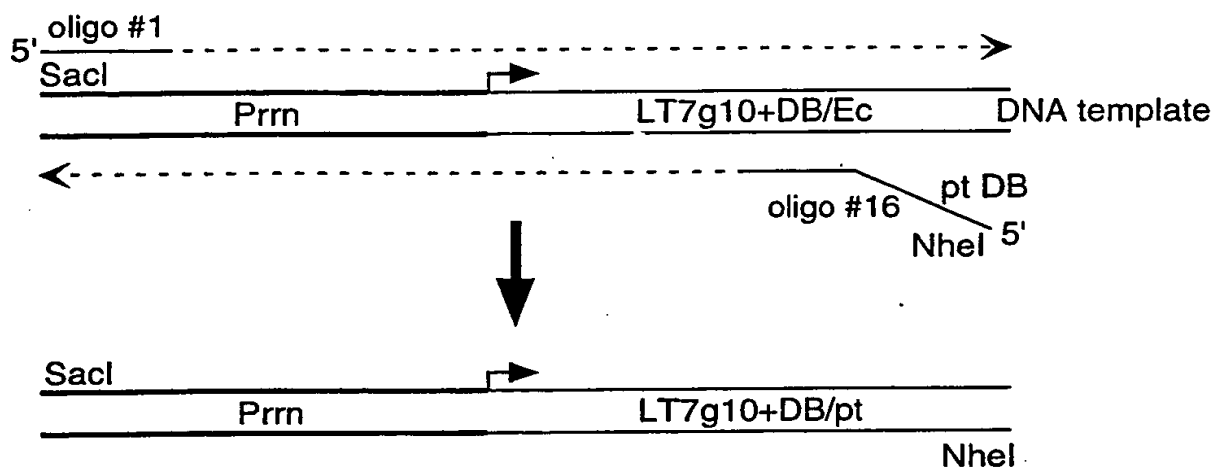 oligo #1
5'
SacI
Prrn
LT7g10+DB/Ec
DNA template
pt DB
oligo #16
NheI
5'
SacI
Prrn
LT7g10+DB/pt
NheI